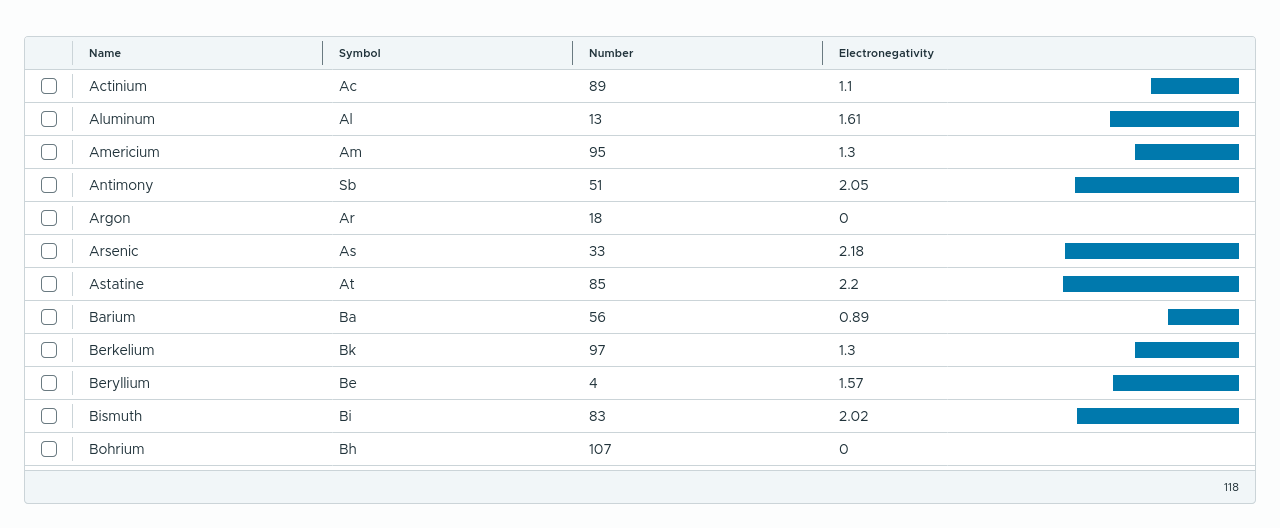 Name Symbol Number Electronegativity
Actinium Ac 89 1.1
Aluminum Al 13 1.61
Americium Am 95 1.3
Antimony Sb 51 2.05
Argon Ar 18 0
Arsenic As 33 2.18
Astatine At 85 2.2
Barium Ba 56 0.89
Berkelium Bk 97 1.3
Beryllium Be 4 1.57
Bismuth Bi 83 2.02
Bohrium Bh 107 0
118